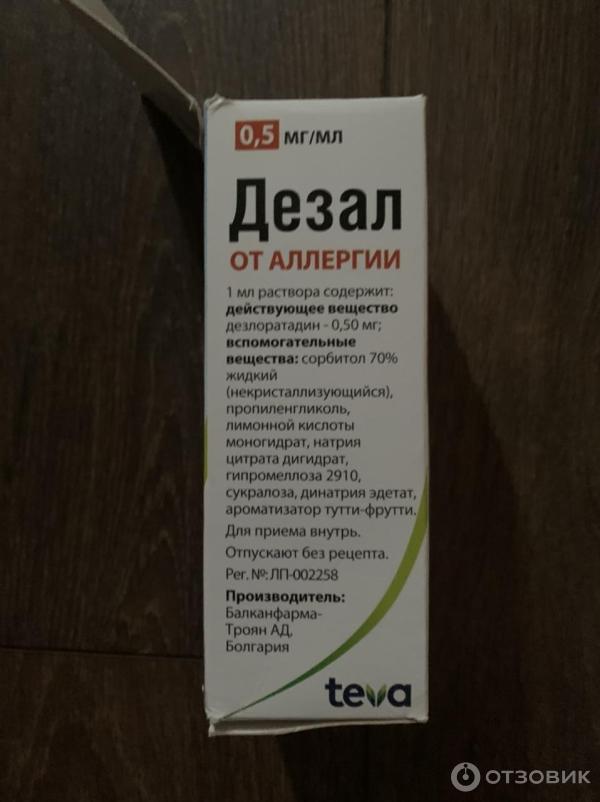 0,5 МГ/МЛ
Дезал
ОТ АЛЛЕРГИИ
1 мл раствора содержит:
действующее вещество
дезлоратадин - 0,50 мг;
вспомогательные
вещества: сорбитол 70%
жидкий
(некристаллизующийся),
пропиленгликоль,
лимонной кислоты
моногидрат, натрия
цитрата дигидрат,
гипромеллоза 2910,
сукралоза, динатрия эдетат,
ароматизатор тутти-фрутти.
Для приема внутрь.
Отпускают без рецепта.
Рег. №: ЛП-002258
Производитель:
Балканфарма-
Троян АД,
Болгария
teva
ОТЗОВИК